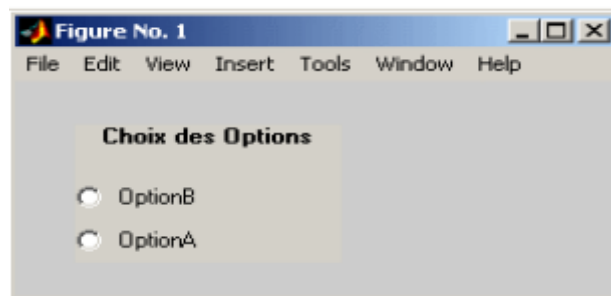 Figure No. 1
File Edit View Insert Tools Window Help
Choix des Options
OptionB
OptionA